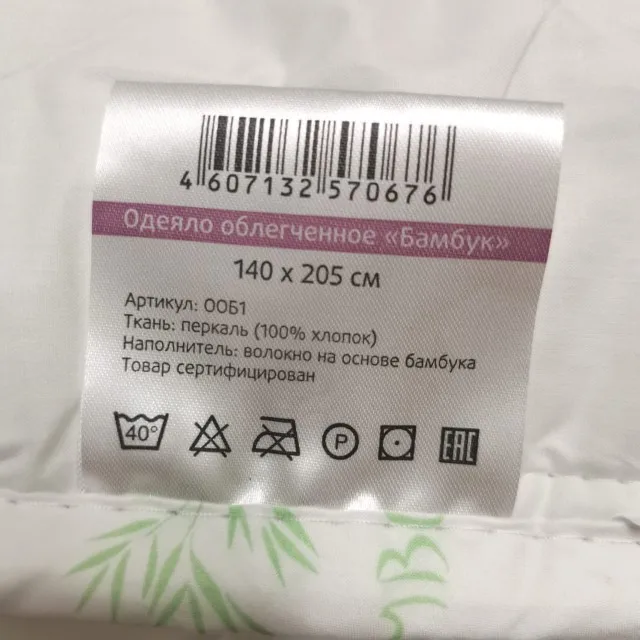 4 607132 570676
Одеяло облегченное «Бамбук»
140 x 205 см
Артикул: ООБ1
Ткань: перкаль (100% хлопок)
Наполнитель: волокно на основе бамбука
Товар сертифицирован
40° P EAC